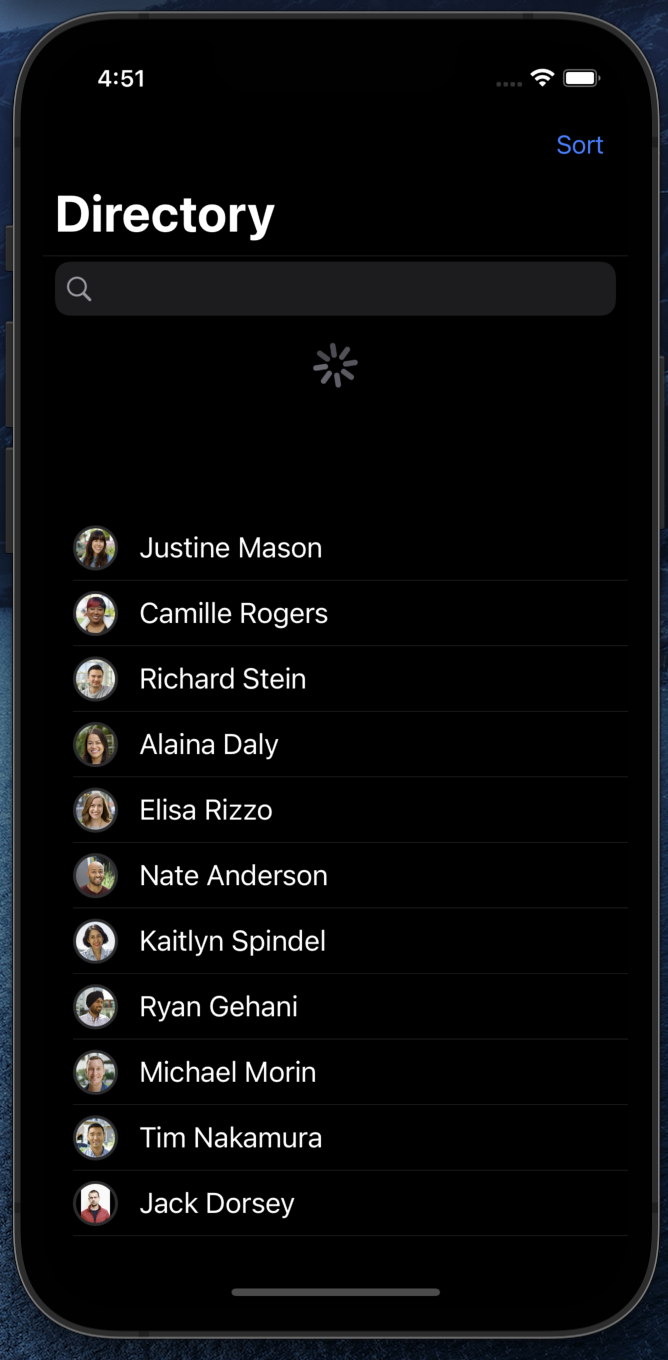 4:51
Sort
Directory
Justine Mason
Camille Rogers
Richard Stein
Alaina Daly
Elisa Rizzo
Nate Anderson
Kaitlyn Spindel
Ryan Gehani
Michael Morin
Tim Nakamura
Jack Dorsey